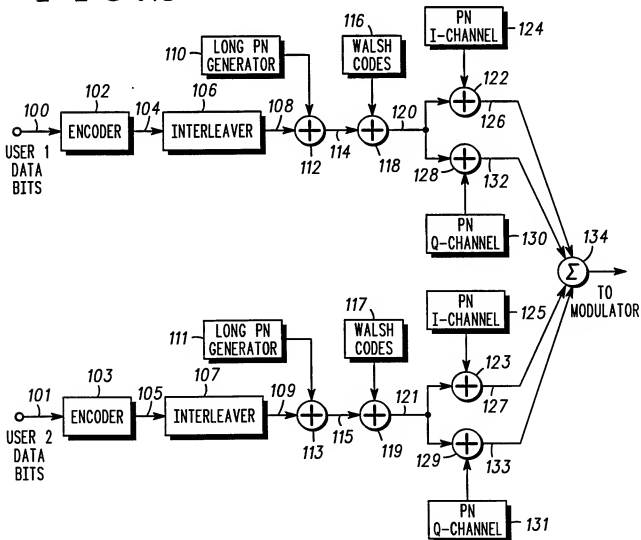 116
PN
I-CHANNEL
124
110
LONG PN
GENERATOR
WALSH
CODES
122
102
106
108
120
126
100
104
ENCODER
INTERLEAVER
112
114
118
128
132
USER 1
DATA
BITS
PN
Q-CHANNEL
130
134
Σ
TO
MODULATOR
117
PN
I-CHANNEL
125
111
LONG PN
GENERATOR
WALSH
CODES
123
103
107
109
121
127
101
105
ENCODER
INTERLEAVER
113
115
119
129
133
USER 2
DATA
BITS
PN
Q-CHANNEL
131